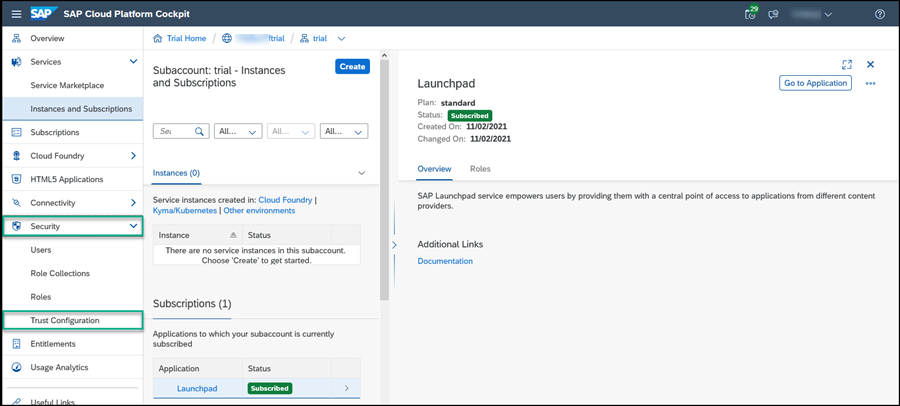 SAP
SAP Cloud Platform Cockpit
29
Overview
Services
Service Marketplace
Instances and Subscriptions
Subscriptions
Cloud Foundry
HTML5 Applications
Connectivity
Security
Users
Role Collections
Roles
Trust Configuration
Entitlements
Usage Analytics
Useful Links
Trial Home /
trial /
trial
Subaccount: trial - Instances
and Subscriptions
Create
All...
All...
All...
Instances (0)
Service instances created in: Cloud Foundry |
Kyma/Kubernetes | Other environments
Instance Status
There are no service instances in this subaccount.
Choose 'Create' to get started.
Subscriptions (1)
Applications to which your subaccount is currently
subscribed
Application Status
Launchpad Subscribed
Launchpad
Go to Application
Plan: standard
Status: Subscribed
Created On: 11/02/2021
Changed On: 11/02/2021
Overview Roles
SAP Launchpad service empowers users by providing them with a central point of access to applications from different content
providers.
Additional Links
Documentation